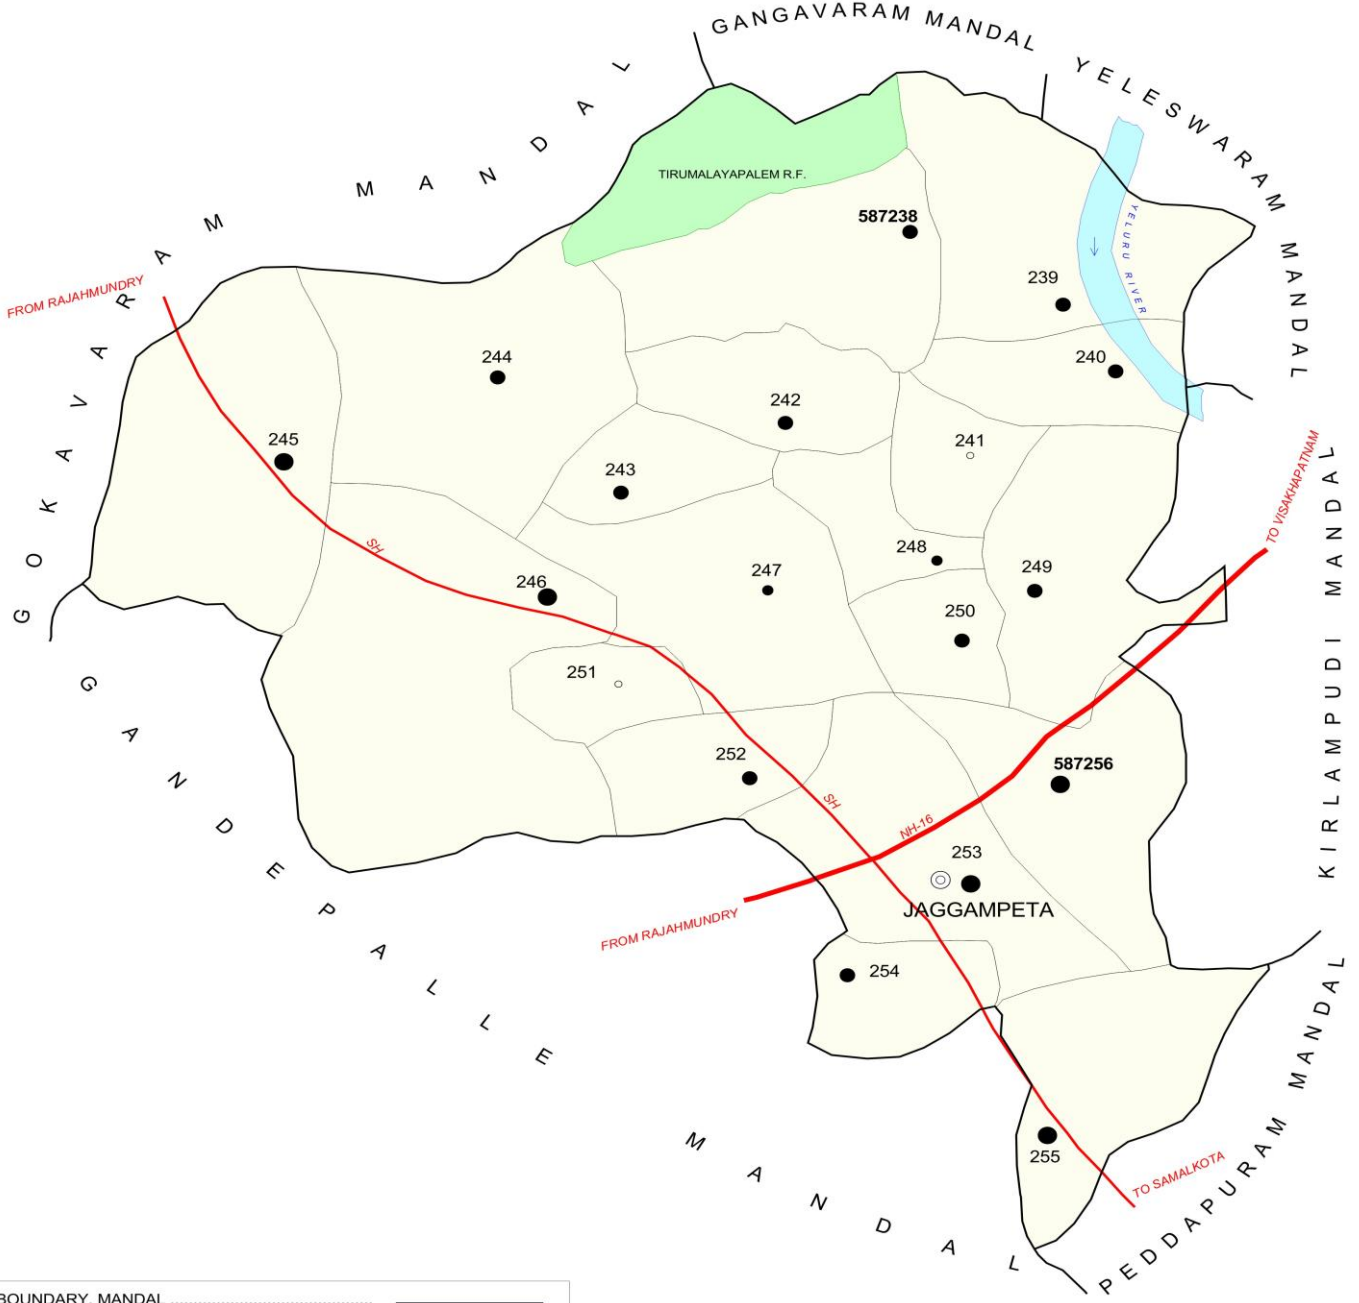 GANGAVARAM MANDAL
YELESWARAM MANDAL
GOKAVARAM MANDAL
TIRUMALAYAPALEM R.F.
587238
YELURU RIVER
239
FROM RAJAHMUNDRY
244
240
242
245
241
243
TO VISAKHAPATNAM
SH
248
249
247
246
250
251
KIRLAMPUDI MANDAL
252
587256
SH
NH-16
253
JAGGAMPETA
FROM RAJAHMUNDRY
254
GANDEPALLE MANDAL
255
TO SAMALKOTA
PEDDAPURAM MANDAL
BOUNDARY, MANDAL